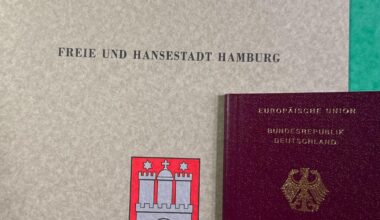 FREIE UND HANSESTADT HAMBURG
EUROPÄISCHE UNION
BUNDESREPUBLIK
DEUTSCHLAND